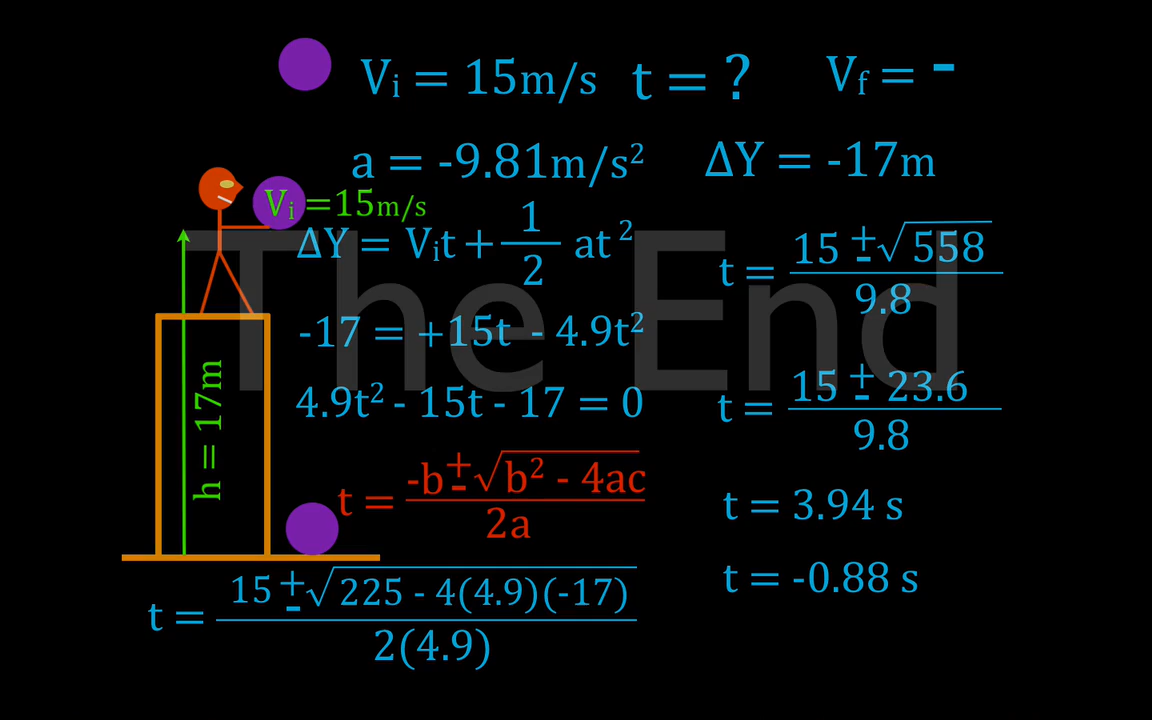 Vᵢ = 15m/s t = ? V_f = -
a = -9.81m/s² ΔY = -17m
Vᵢ =15m/s
h = 17m
ΔY = Vᵢt + 1/2 at²
-17 = +15t - 4.9t²
4.9t² - 15t - 17 = 0
t = (-b ± √(b² - 4ac))/2a
t = (15 ± √(225 - 4(4.9)(-17)))/2(4.9)
t = (15 ± √558)/9.8
t = (15 ± 23.6)/9.8
t = 3.94 s
t = -0.88 s
The End